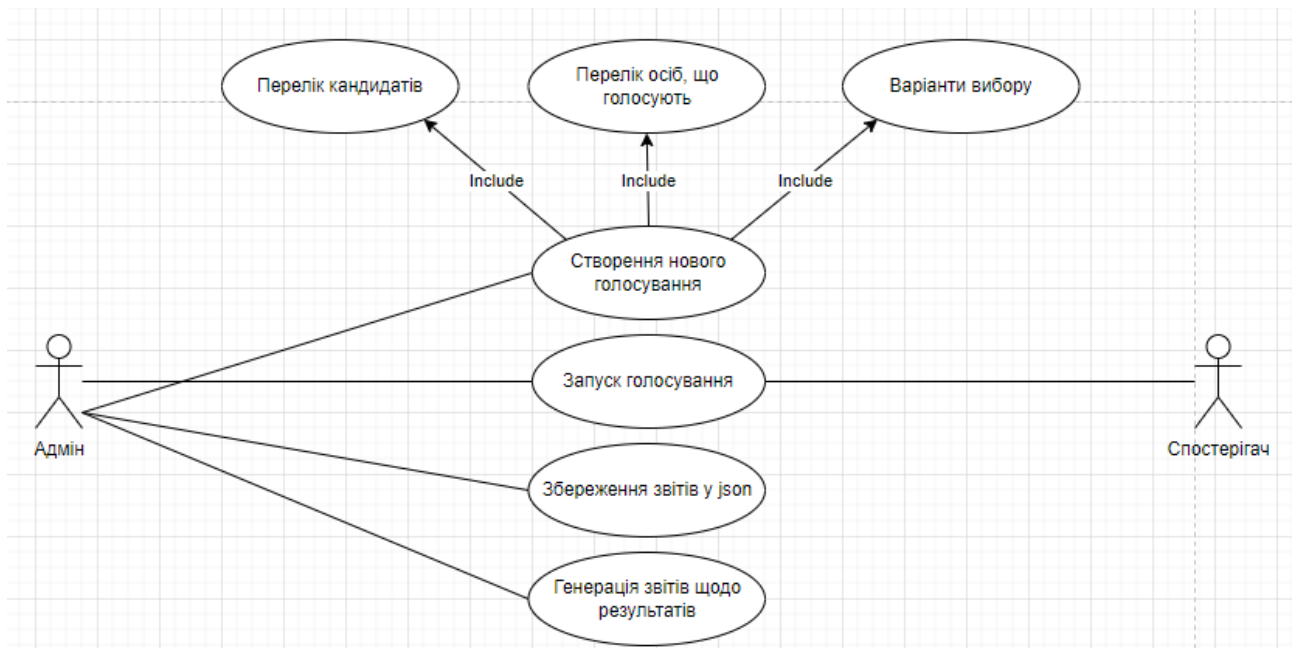 Перелік кандидатів
Перелік осіб, що
голосують
Варіанти вибору
Include
Include
Include
Створення нового
голосування
Запуск голосування
Адмін
Спостерігач
Збереження звітів у json
Генерація звітів щодо
результатів